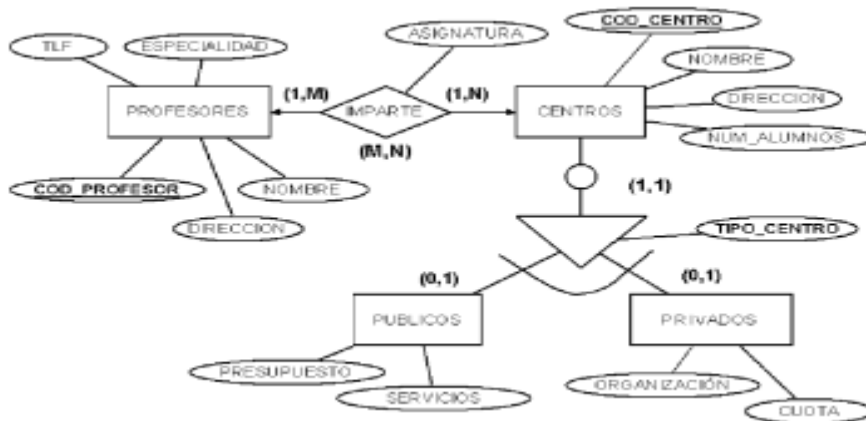 COD_CENTRO
TLF
ESPECIALIDAD
ASIGNATURA
NOMBRE
(1,M)
(1,N)
PROFESORES
IMPARTE
CENTROS
DIRECCION
NUM_ALUMNOS
(M,N)
COD_PROFESOR
NOMBRE
(1,1)
DIRECCION
TIPO_CENTRO
(0,1)
(0,1)
PUBLICOS
PRIVADOS
PRESUPUESTO
ORGANIZACIÓN
SERVICIOS
CUOTA